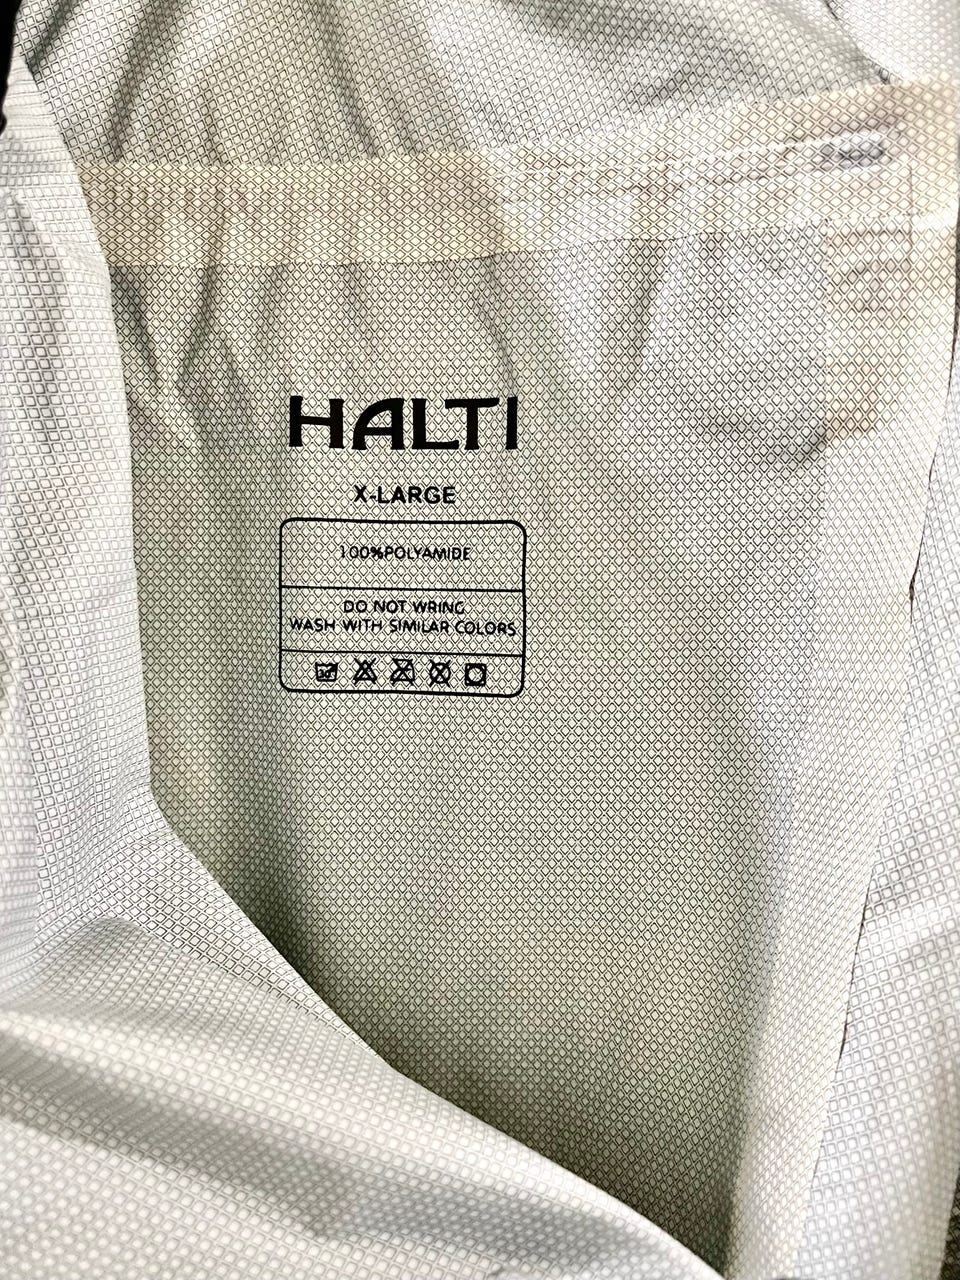 HALTI
X-LARGE
100%POLYAMIDE
DO NOT WRING
WASH WITH SIMILAR COLORS